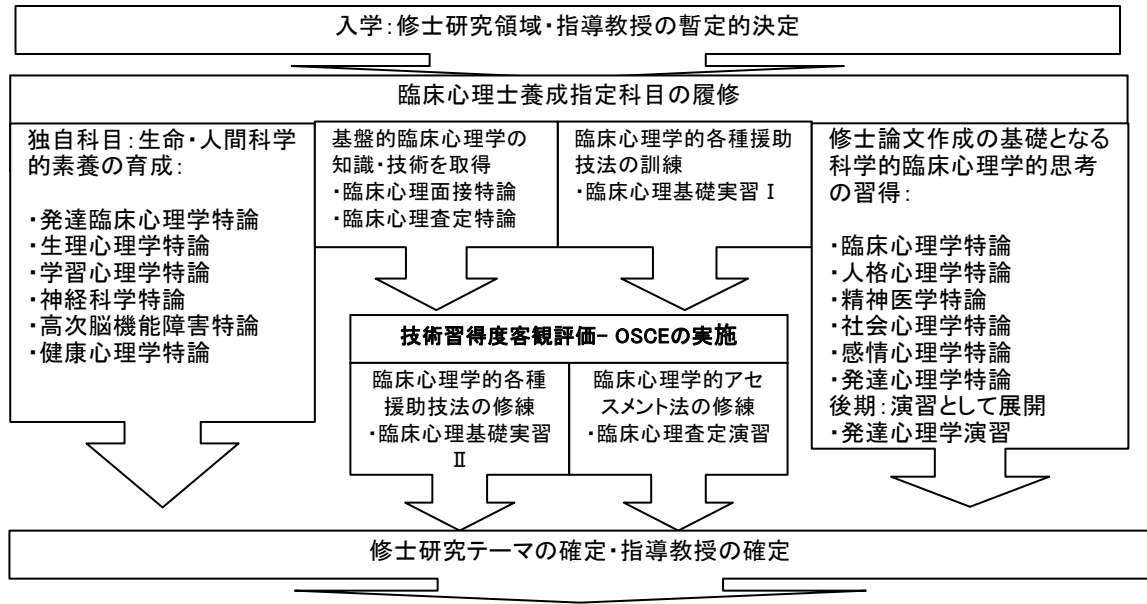 入学：修士研究領域・指導教授の暫定的決定
臨床心理士養成指定科目の履修
独自科目：生命・人間科学
的素養の育成：
・発達臨床心理学特論
・生理心理学特論
・学習心理学特論
・神経科学特論
・高次脳機能障害特論
・健康心理学特論
基盤的臨床心理学の
知識・技術を取得
・臨床心理面接特論
・臨床心理査定特論
臨床心理学的各種援助
技法の訓練
・臨床心理基礎実習Ⅰ
修士論文作成の基礎となる
科学的臨床心理学的思考
の習得：
・臨床心理学特論
・人格心理学特論
・精神医学特論
・社会心理学特論
・感情心理学特論
・発達心理学特論
後期：演習として展開
・発達心理学演習
技術習得度客観評価－OSCEの実施
臨床心理学的各種
援助技法の修練
・臨床心理基礎実習
Ⅱ
臨床心理学的アセ
スメント法の修練
・臨床心理査定演習
修士研究テーマの確定・指導教授の確定